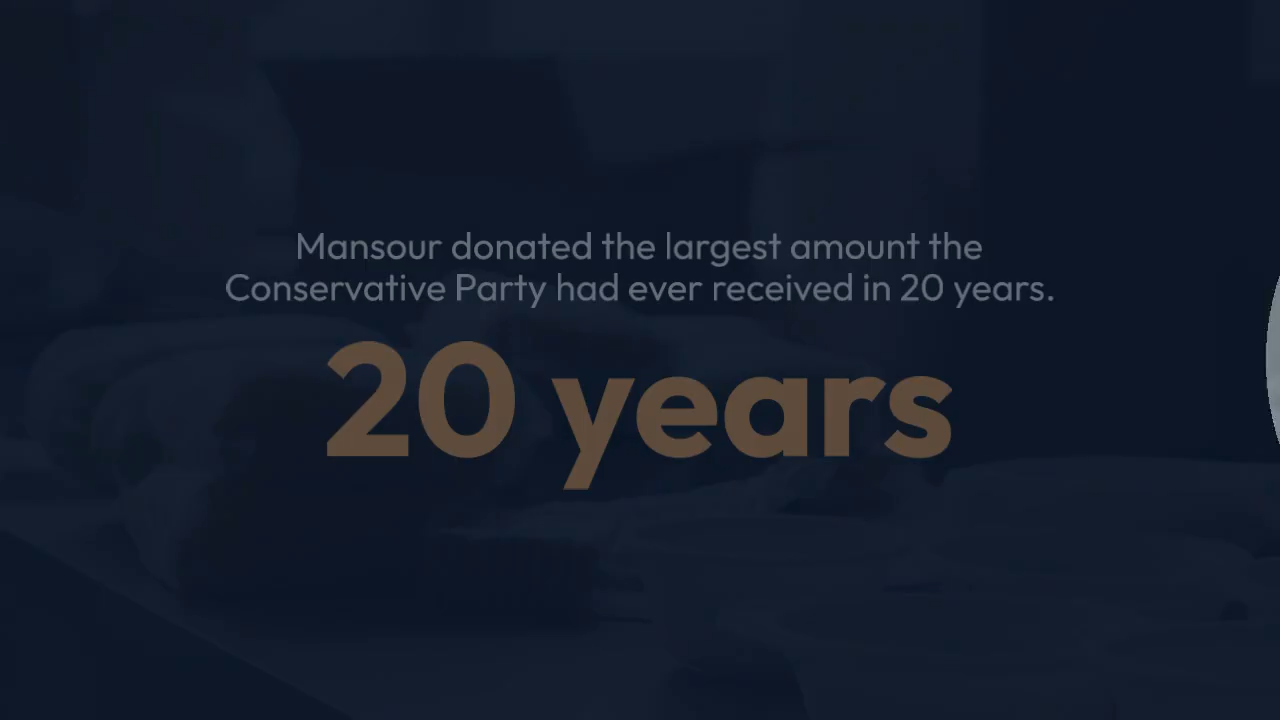 Mansour donated the largest amount the
Conservative Party had ever received in 20 years.
20 years